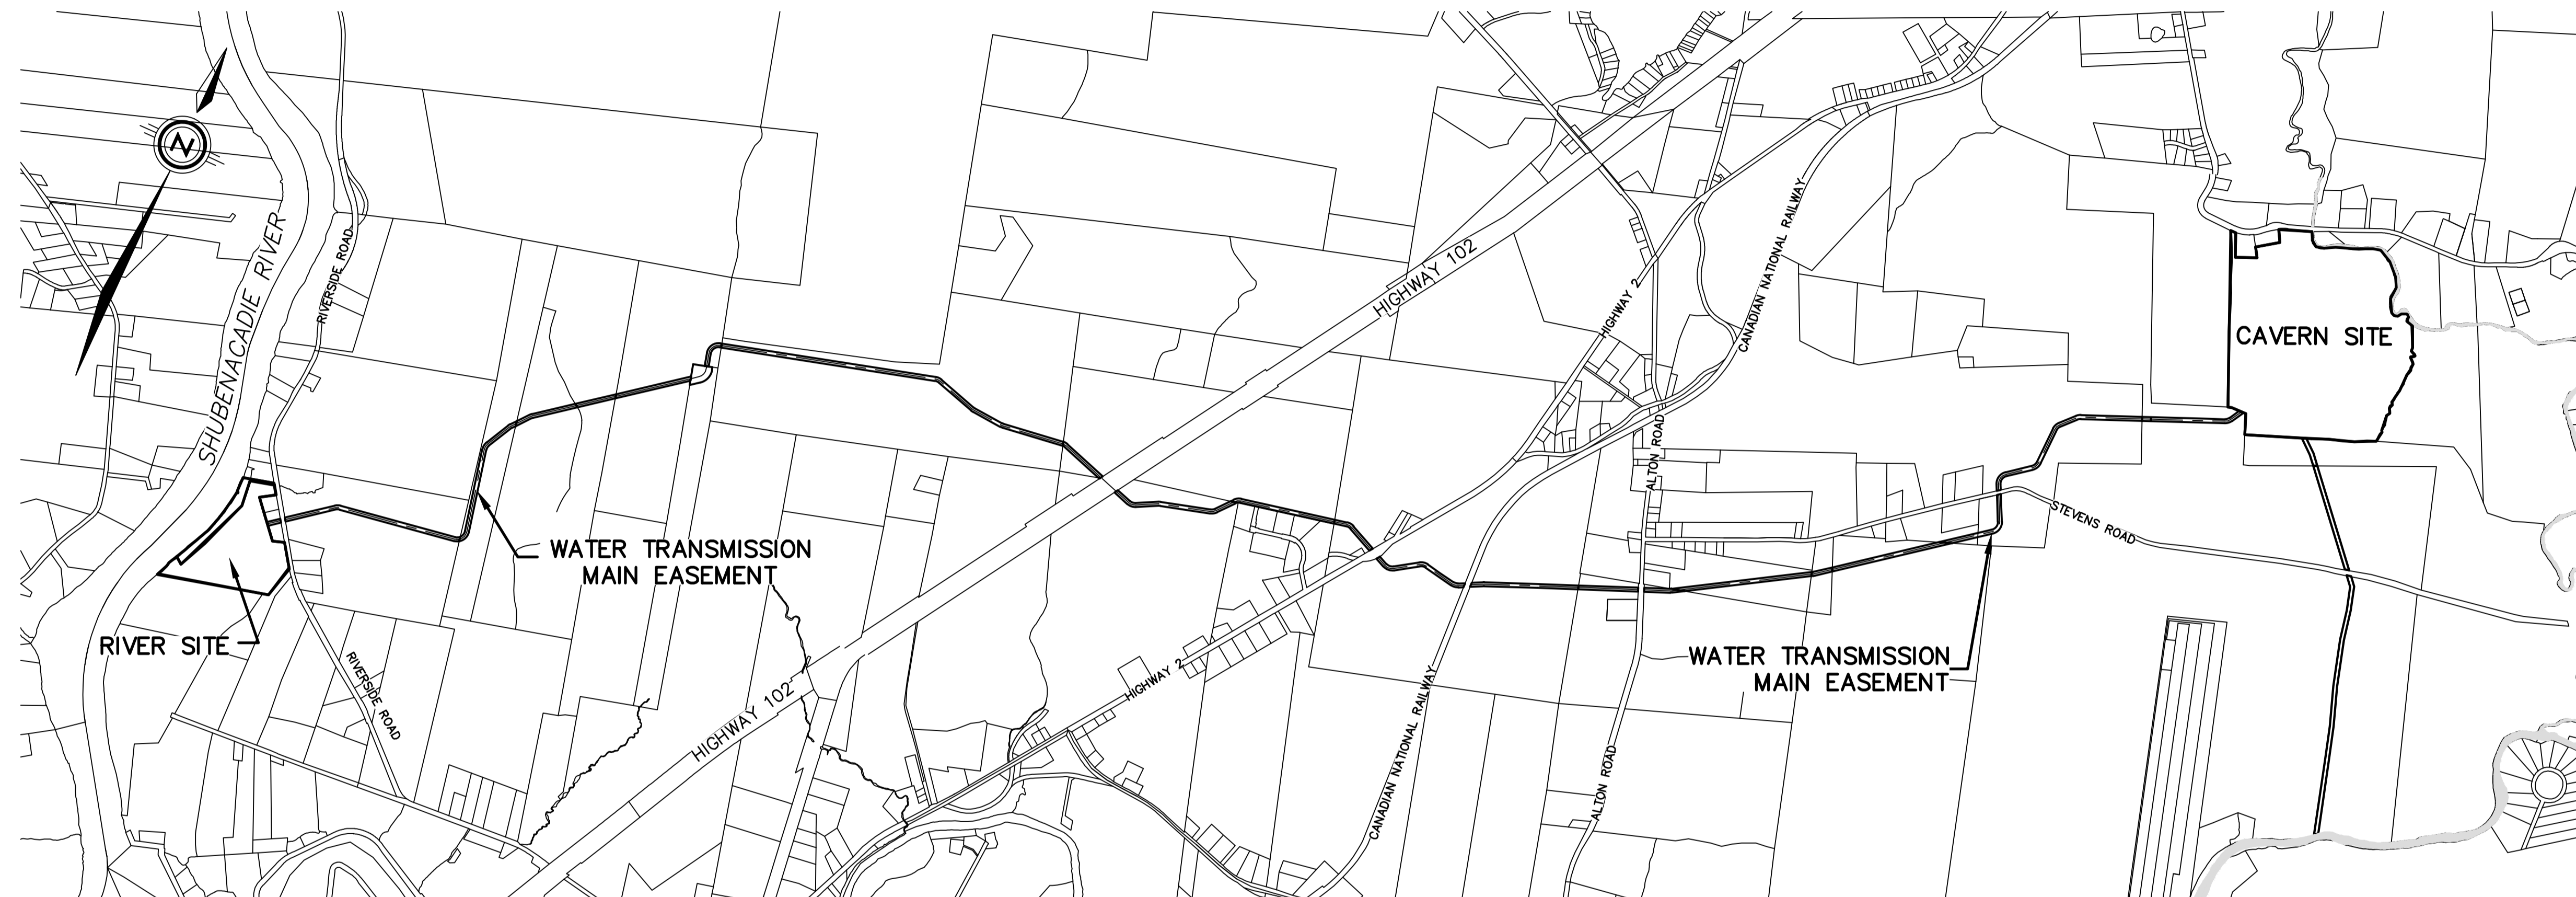 N
SHUBENACADIE RIVER
RIVERSIDE ROAD
HIGHWAY 102
HIGHWAY 2
CANADIAN NATIONAL RAILWAY
CAVERN SITE
ALTON ROAD
STEVENS ROAD
WATER TRANSMISSION
MAIN EASEMENT
RIVER SITE
RIVERSIDE ROAD
HIGHWAY 102
HIGHWAY 2
CANADIAN NATIONAL RAILWAY
WATER TRANSMISSION
MAIN EASEMENT
ALTON ROAD